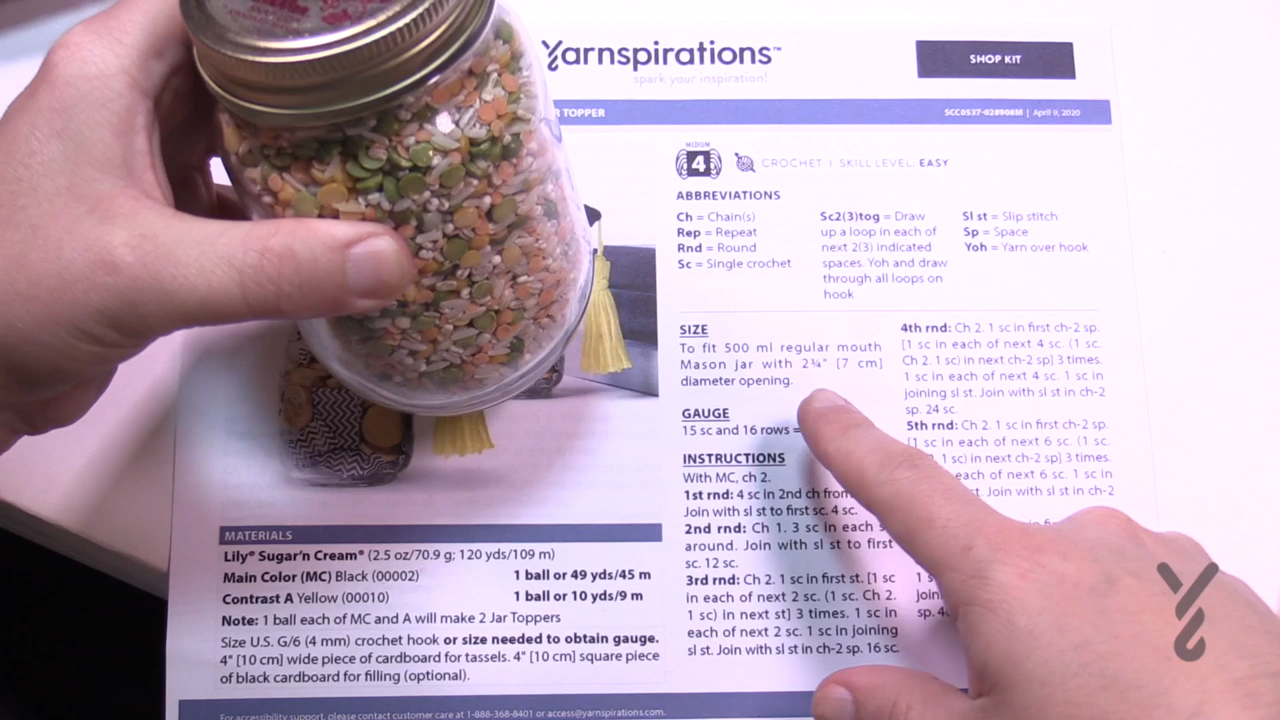 Yarnspirations™
spark your inspiration!
SHOP KIT
TOPPER
SCC0537-028908M | April 9, 2020
MEDIUM
4
CROCHET | SKILL LEVEL: EASY
ABBREVIATIONS
Ch = Chain(s)
Rep = Repeat
Rnd = Round
Sc = Single crochet
Sc2(3)tog = Draw
up a loop in each of
next 2(3) indicated
spaces. Yoh and draw
through all loops on
hook
Sl st = Slip stitch
Sp = Space
Yoh = Yarn over hook
SIZE
To fit 500 ml regular mouth
Mason jar with 2¾" [7 cm]
diameter opening.
GAUGE
15 sc and 16 rows =
INSTRUCTIONS
With MC, ch 2.
1st rnd: 4 sc in 2nd ch from
Join with sl st to first sc. 4 sc.
2nd rnd: Ch 1. 3 sc in each
around. Join with sl st to first
sc. 12 sc.
3rd rnd: Ch 2. 1 sc in first st. [1 sc
in each of next 2 sc. (1 sc. Ch 2.
1 sc) in next st] 3 times. 1 sc in
each of next 2 sc. 1 sc in joining
sl st. Join with sl st in ch-2 sp. 16 sc.
4th rnd: Ch 2. 1 sc in first ch-2 sp.
[1 sc in each of next 4 sc. (1 sc.
Ch 2. 1 sc) in next ch-2 sp] 3 times.
1 sc in each of next 4 sc. 1 sc in
joining sl st. Join with sl st in ch-2
sp. 24 sc.
5th rnd: Ch 2. 1 sc in first ch-2 sp.
[1 sc in each of next 6 sc. (1 sc.
1 sc) in next ch-2 sp] 3 times.
each of next 6 sc. 1 sc in
st. Join with sl st in ch-2
MATERIALS
Lily® Sugar'n Cream® (2.5 oz/70.9 g; 120 yds/109 m)
Main Color (MC) Black (00002) 1 ball or 49 yds/45 m
Contrast A Yellow (00010) 1 ball or 10 yds/9 m
Note: 1 ball each of MC and A will make 2 Jar Toppers
Size U.S. G/6 (4 mm) crochet hook or size needed to obtain gauge.
4" [10 cm] wide piece of cardboard for tassels. 4" [10 cm] square piece
of black cardboard for filling (optional).
For accessibility support, please contact customer care at 1-888-368-8401 or access@yarnspirations.com.